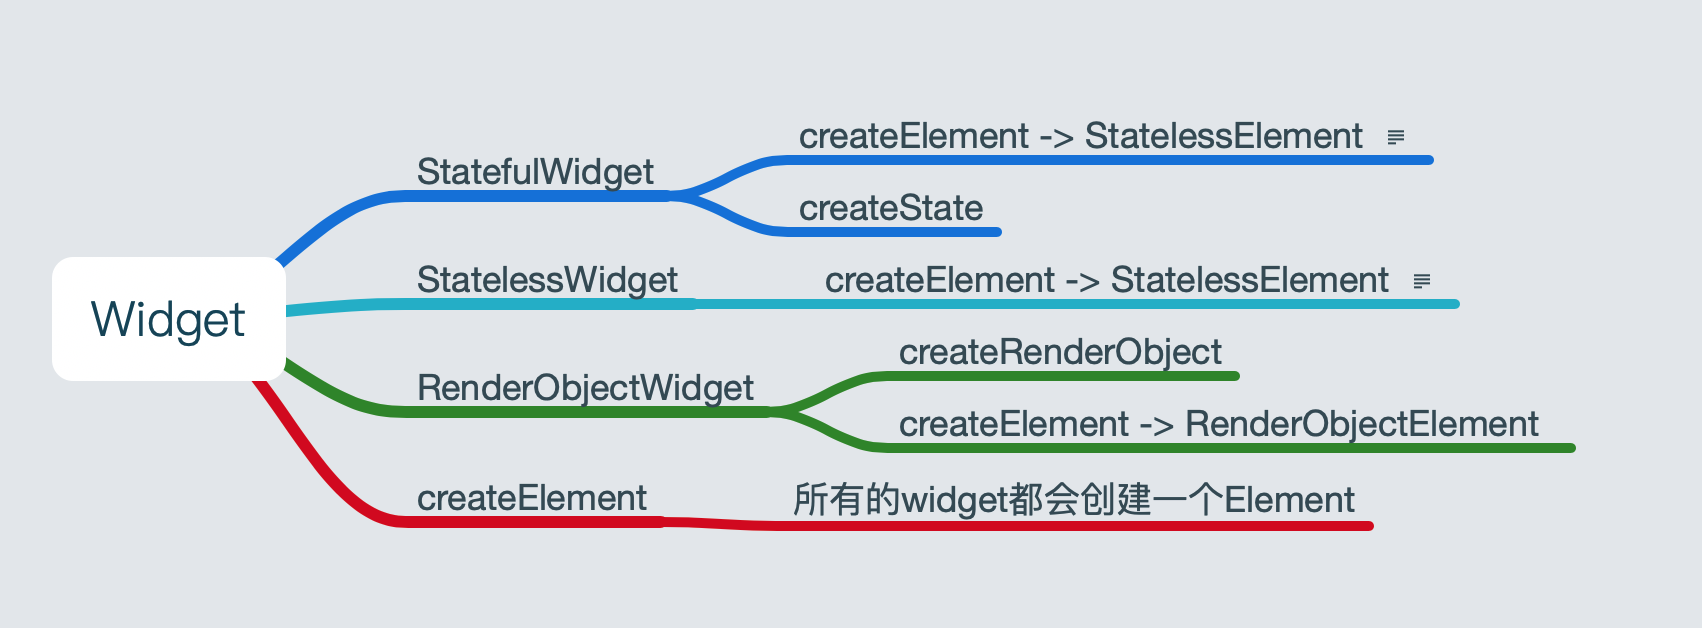 Widget
StatefulWidget
createElement -> StatelessElement
createState
StatelessWidget
createElement -> StatelessElement
RenderObjectWidget
createRenderObject
createElement -> RenderObjectElement
createElement
所有的widget都会创建一个Element